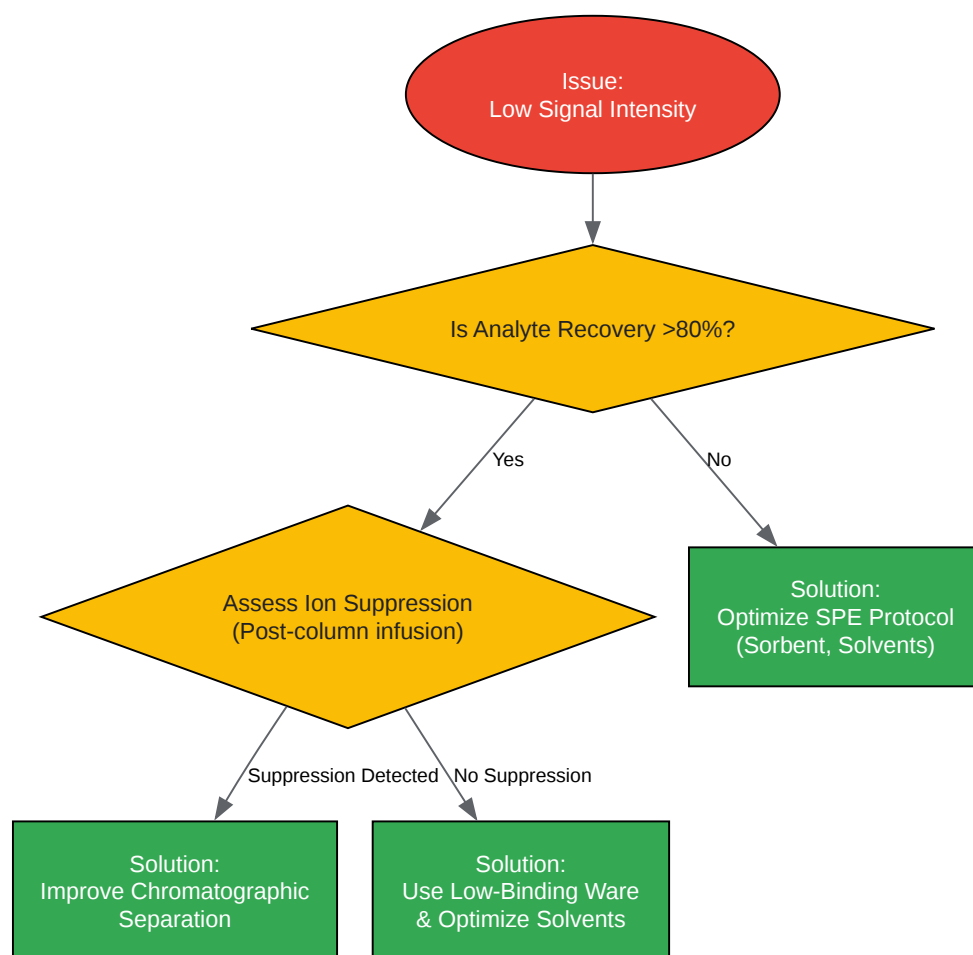 Issue:
Low Signal Intensity
Is Analyte Recovery >80%?
Yes
No
Assess Ion Suppression
(Post-column infusion)
Solution:
Optimize SPE Protocol
(Sorbent, Solvents)
Suppression Detected
No Suppression
Solution:
Improve Chromatographic
Separation
Solution:
Use Low-Binding Ware
& Optimize Solvents